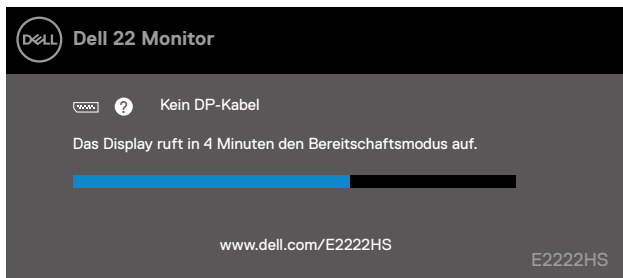 DELL Dell 22 Monitor
? Kein DP-Kabel
Das Display ruft in 4 Minuten den Bereitschaftsmodus auf.
www.dell.com/E2222HS
E2222HS